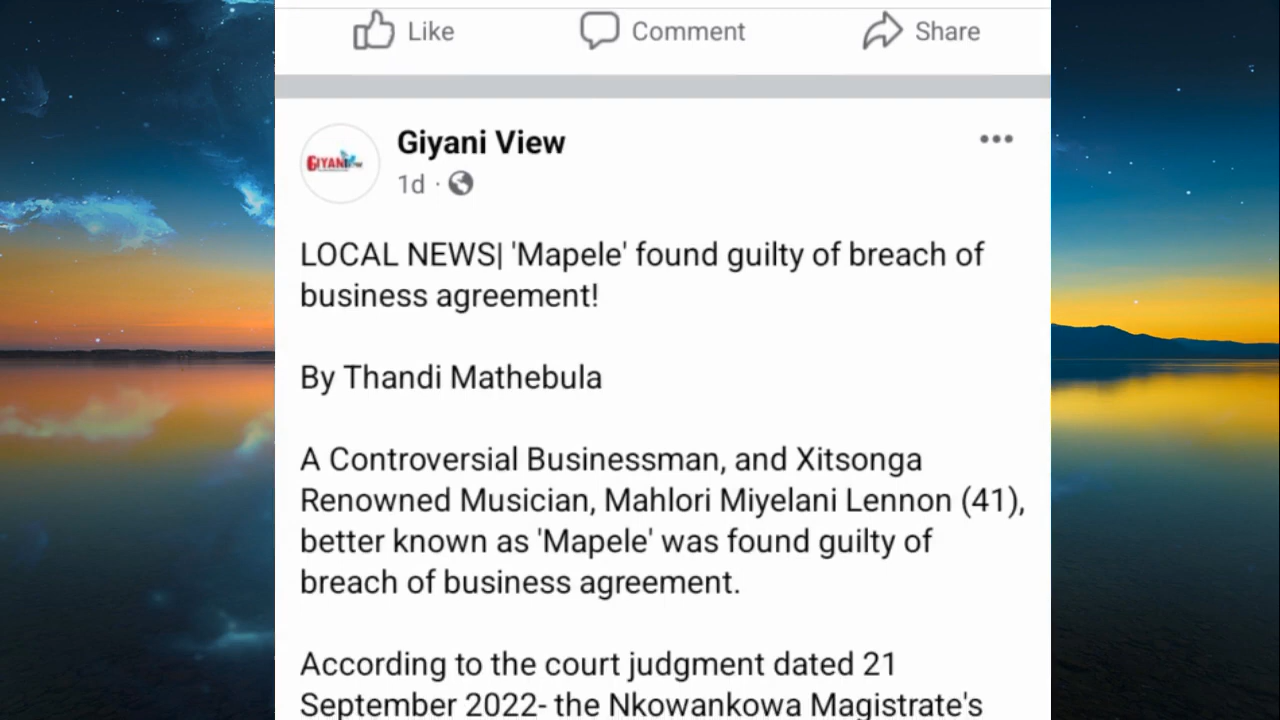 Like Comment Share
Giyani View
GIYANI
1d ·
LOCAL NEWS| 'Mapele' found guilty of breach of
business agreement!
By Thandi Mathebula
A Controversial Businessman, and Xitsonga
Renowned Musician, Mahlori Miyelani Lennon (41),
better known as 'Mapele' was found guilty of
breach of business agreement.
According to the court judgment dated 21
September 2022- the Nkowankowa Magistrate's